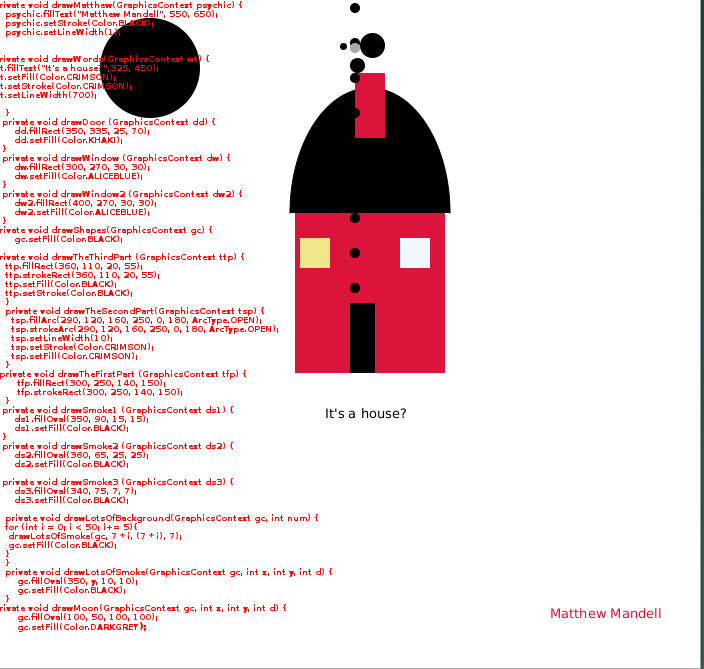 private void drawMatthew(GraphicsContext psychic) {
psychic.fillText("Matthew Mandell", 550, 650);
psychic.setStroke(Color.BLACK);
psychic.setLineWidth(1);
private void drawWords(GraphicsContext wt) {
t.fillText("It's a house?",325, 450);
t.setFill(Color.CRIMSON);
t.setStroke(Color.CRIMSON);
t.setLineWidth(700);
}
private void drawDoor (GraphicsContext dd) {
dd.fillRect(350, 335, 25, 70);
dd.setFill(Color.KHAKI);
}
private void drawWindow (GraphicsContext dw) {
dw.fillRect(300, 270, 30, 30);
dw.setFill(Color.ALICEBLUE);
}
private void drawWindow2 (GraphicsContext dw2) {
dw2.fillRect(400, 270, 30, 30);
dw2.setFill(Color.ALICEBLUE);
}
private void drawShapes(GraphicsContext gc) {
gc.setFill(Color.BLACK);
private void drawTheThirdPart (GraphicsContext ttp) {
ttp.fillRect(360, 110, 20, 55);
ttp.strokeRect(360, 110, 20, 55);
ttp.setFill(Color.BLACK);
ttp.setStroke(Color.BLACK);
}
private void drawTheSecondPart(GraphicsContext tsp) {
tsp.fillArc(290, 120, 160, 250, 0, 180, ArcType.OPEN);
tsp.strokeArc(290, 120, 160, 250, 0, 180, ArcType.OPEN);
tsp.setLineWidth(10);
tsp.setStroke(Color.CRIMSON);
tsp.setFill(Color.CRIMSON);
}
private void drawTheFirstPart (GraphicsContext tfp) {
tfp.fillRect(300, 250, 140, 150);
tfp.strokeRect(300, 250, 140, 150);
}
private void drawSmoke1 (GraphicsContext ds1) {
ds1.fillOval(350, 90, 15, 15);
ds1.setFill(Color.BLACK);
}
private void drawSmoke2 (GraphicsContext ds2) {
ds2.fillOval(360, 65, 25, 25);
ds2.setFill(Color.BLACK);
private void drawSmoke3 (GraphicsContext ds3) {
ds3.fillOval(340, 75, 7, 7);
ds3.setFill(Color.BLACK);
private void drawLotsOfBackground(GraphicsContext gc, int num) {
for (int i = 0; i < 50; i+= 5){
drawLotsOfSmoke(gc, 7 * i, (7 * i), 7);
gc.setFill(Color.BLACK);
}
}
private void drawLotsOfSmoke(GraphicsContext gc, int x, int y, int d) {
gc.fillOval(350, y, 10, 10);
gc.setFill(Color.BLACK);
}
private void drawMoon(GraphicsContext gc, int x, int y, int d) {
gc.fillOval(100, 50, 100, 100);
gc.setFill(Color.DARKGREY);
It's a house?
Matthew Mandell